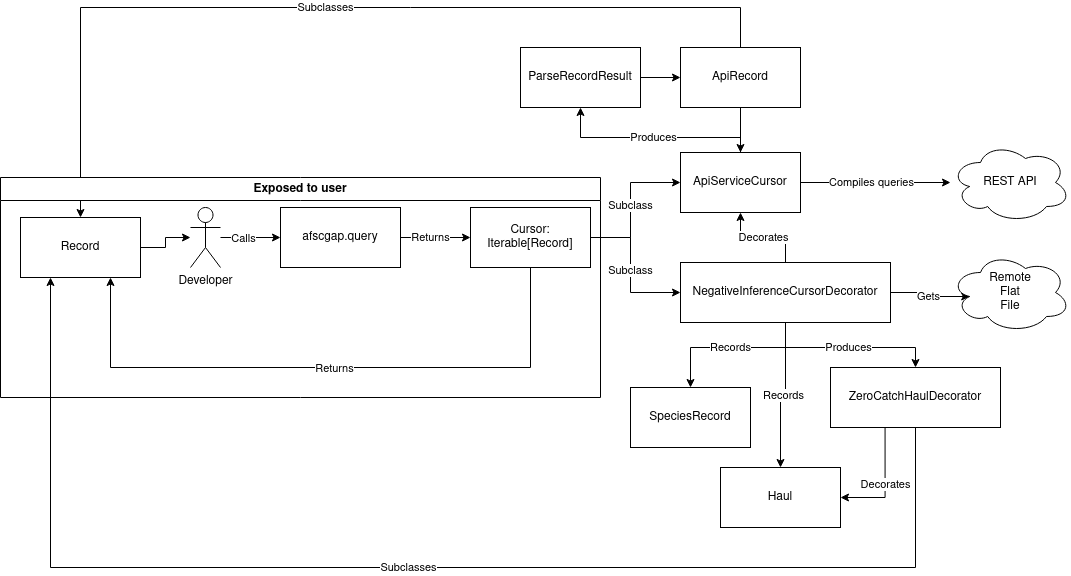 Subclasses
ParseRecordResult
ApiRecord
Produces
Exposed to user
ApiServiceCursor
Compiles queries
REST API
Record
Developer
Calls
afscgap.query
Returns
Cursor:
Iterable[Record]
Subclass
Subclass
Decorates
NegativeInferenceCursorDecorator
Gets
Remote
Flat
File
Returns
Records
Produces
Records
SpeciesRecord
ZeroCatchHaulDecorator
Decorates
Haul
Subclasses